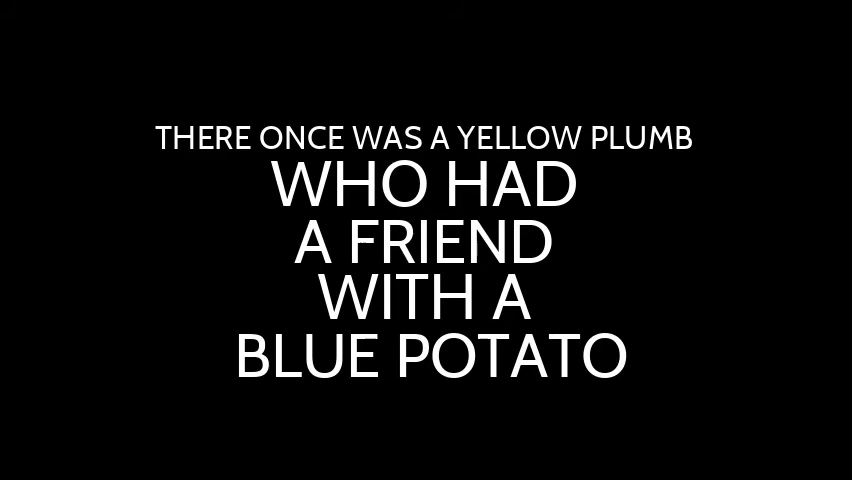 THERE ONCE WAS A YELLOW PLUMB
WHO HAD
A FRIEND
WITH A
BLUE POTATO